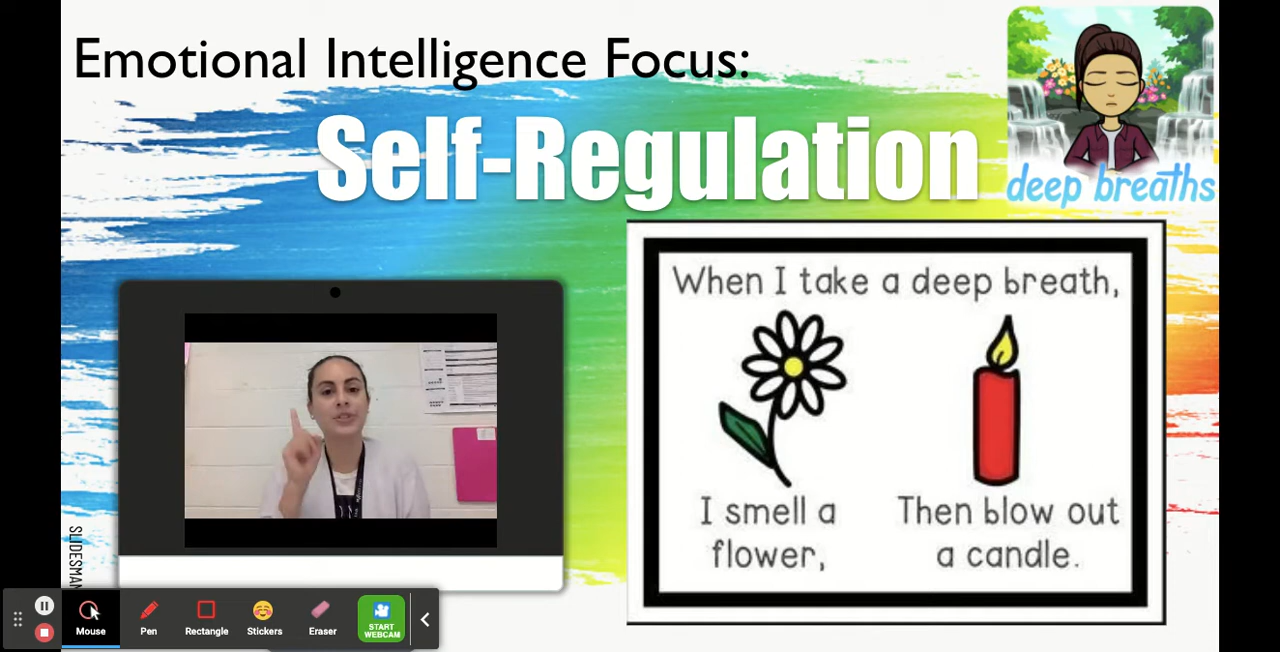 Emotional Intelligence Focus:
Self-Regulation
deep breaths
When I take a deep breath,
I smell a
flower,
Then blow out
a candle.
SLIDESMAN
Mouse
Pen
Rectangle
Stickers
Eraser
START
WEBCAM